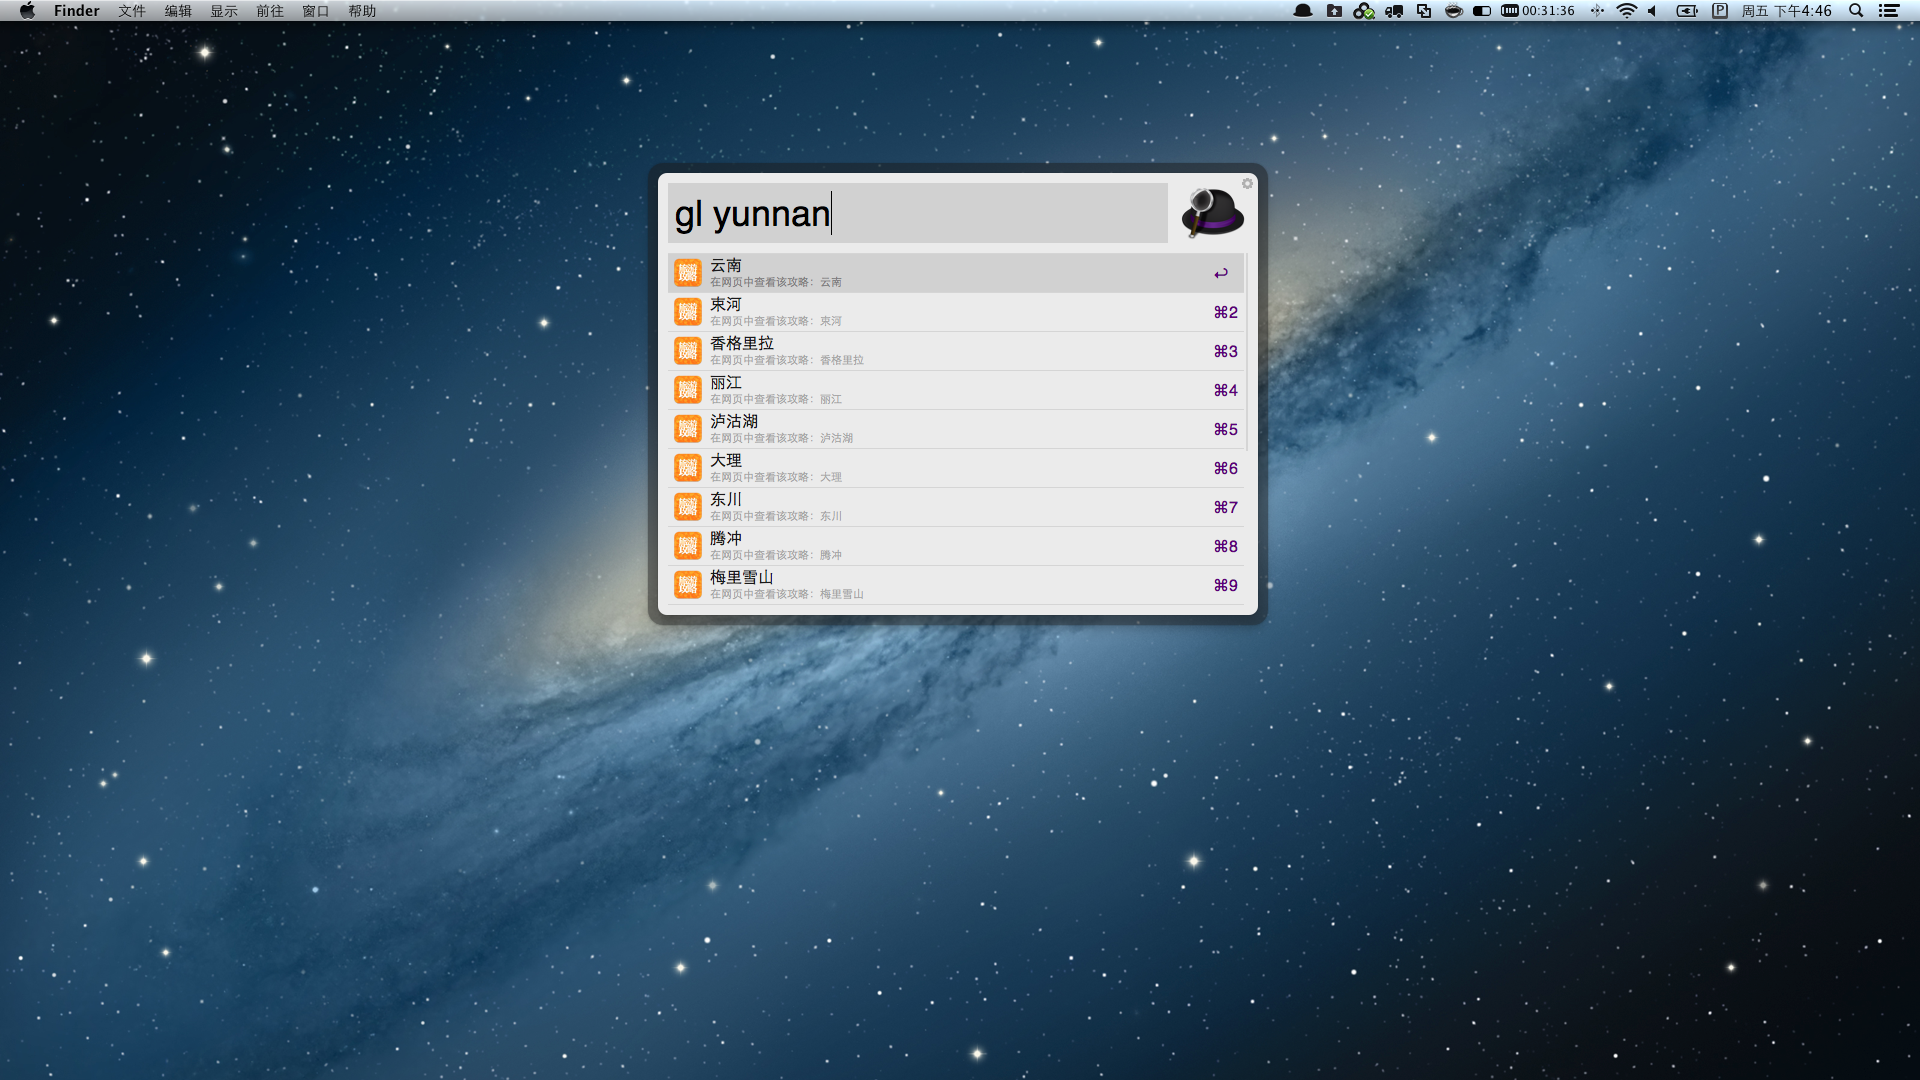 Finder 文件 编辑 显示 前往 窗口 帮助 00:31:36 P 周五 下午4:46
gl yunnan
云南
在网页中查看该攻略：云南
束河
在网页中查看该攻略：束河
⌘2
香格里拉
在网页中查看该攻略：香格里拉
⌘3
丽江
在网页中查看该攻略：丽江
⌘4
泸沽湖
在网页中查看该攻略：泸沽湖
⌘5
大理
在网页中查看该攻略：大理
⌘6
东川
在网页中查看该攻略：东川
⌘7
腾冲
在网页中查看该攻略：腾冲
⌘8
梅里雪山
在网页中查看该攻略：梅里雪山
⌘9